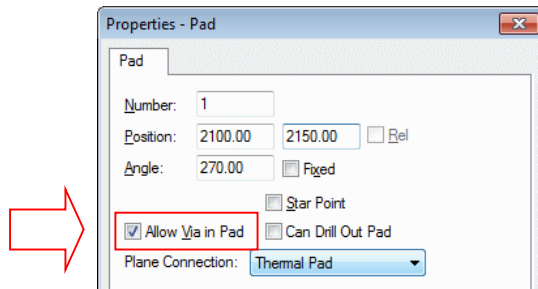 Properties - Pad
Pad
Number: 1
Position: 2100.00 2150.00 Rel
Angle: 270.00 Fixed
Star Point
Allow Via in Pad Can Drill Out Pad
Plane Connection: Thermal Pad